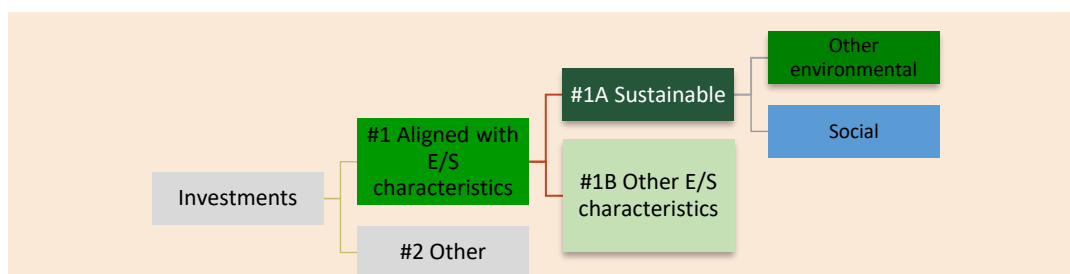 Investments
#1 Aligned with
E/S
characteristics
#2 Other
#1A Sustainable
#1B Other E/S
characteristics
Other
environmental
Social